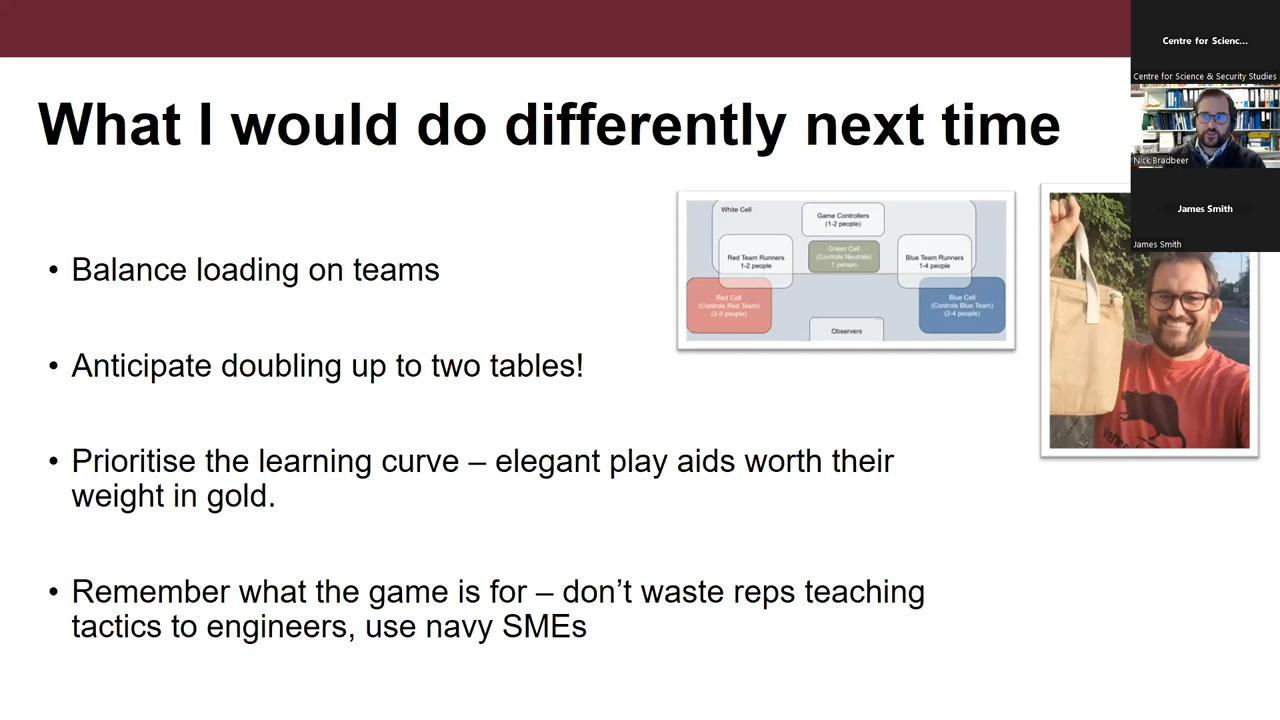 What I would do differently next time
• Balance loading on teams
• Anticipate doubling up to two tables!
• Prioritise the learning curve – elegant play aids worth their
weight in gold.
• Remember what the game is for – don’t waste reps teaching
tactics to engineers, use navy SMEs
White Cell
Game Controllers
(1-2 people)
Red Team Runners
1-2 people
Green Cell
(Controls Neutrals)
1 person
Blue Team Runners
1-4 people
Red Cell
(Controls Red Team)
(2-3 people)
Blue Cell
(Controls Blue Team)
(2-4 people)
Observers
Centre for Scienc...
Centre for Science & Security Studies
Nick Bradbeer
James Smith
James Smith